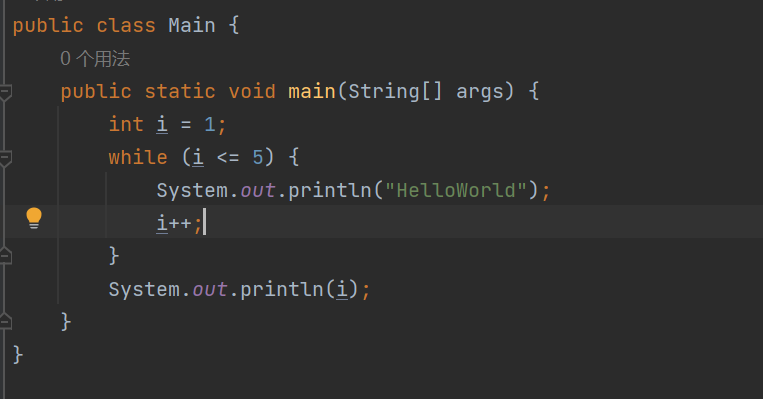 public class Main {
0 个用法
public static void main(String[] args) {
int i = 1;
while (i <= 5) {
System.out.println("HelloWorld");
i++;
}
System.out.println(i);
}
}